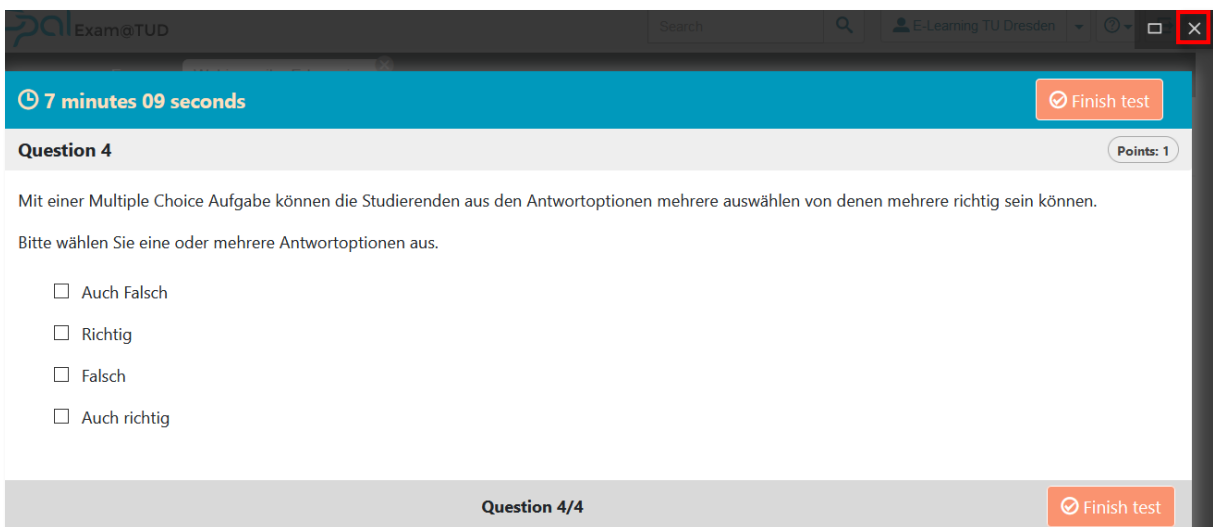 opal Exam@TUD
Search
E-Learning TU Dresden
7 minutes 09 seconds
Finish test
Question 4
Points: 1
Mit einer Multiple Choice Aufgabe können die Studierenden aus den Antwortoptionen mehrere auswählen von denen mehrere richtig sein können.
Bitte wählen Sie eine oder mehrere Antwortoptionen aus.
Auch Falsch
Richtig
Falsch
Auch richtig
Question 4/4
Finish test